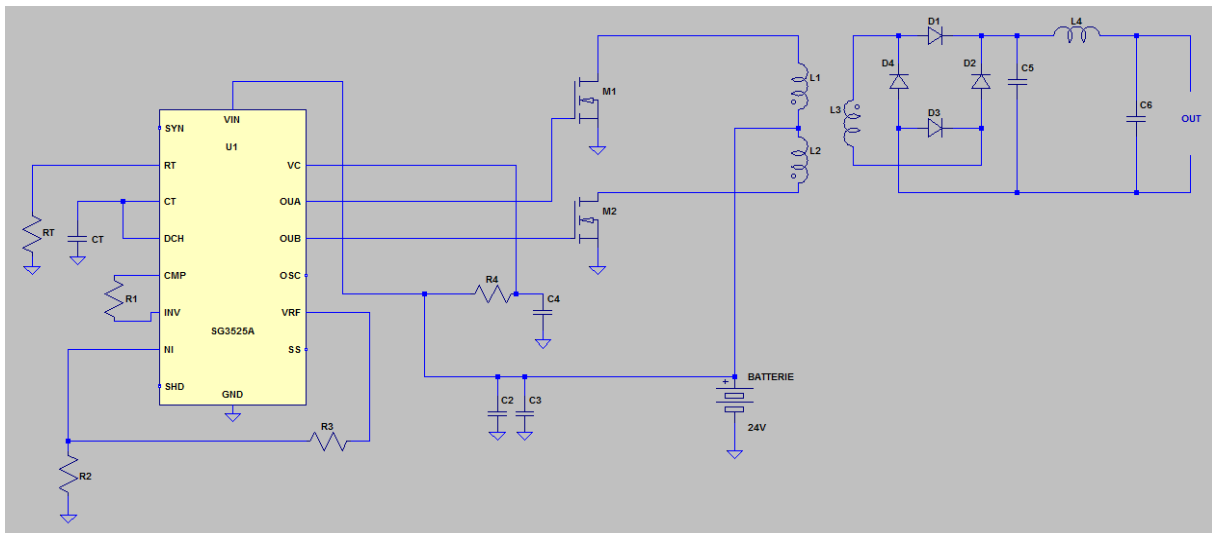 D1
L4
D4
D2
C5
L1
M1
L3
C6
D3
OUT
VIN
SYN
U1
RT
VC
L2
CT
OUA
M2
RT
CT
DCH
OUB
CMP
OSC
R4
R1
C4
INV
VRF
SG3525A
NI
SS
SHD
GND
+
BATTERIE
C2
C3
24V
R3
R2